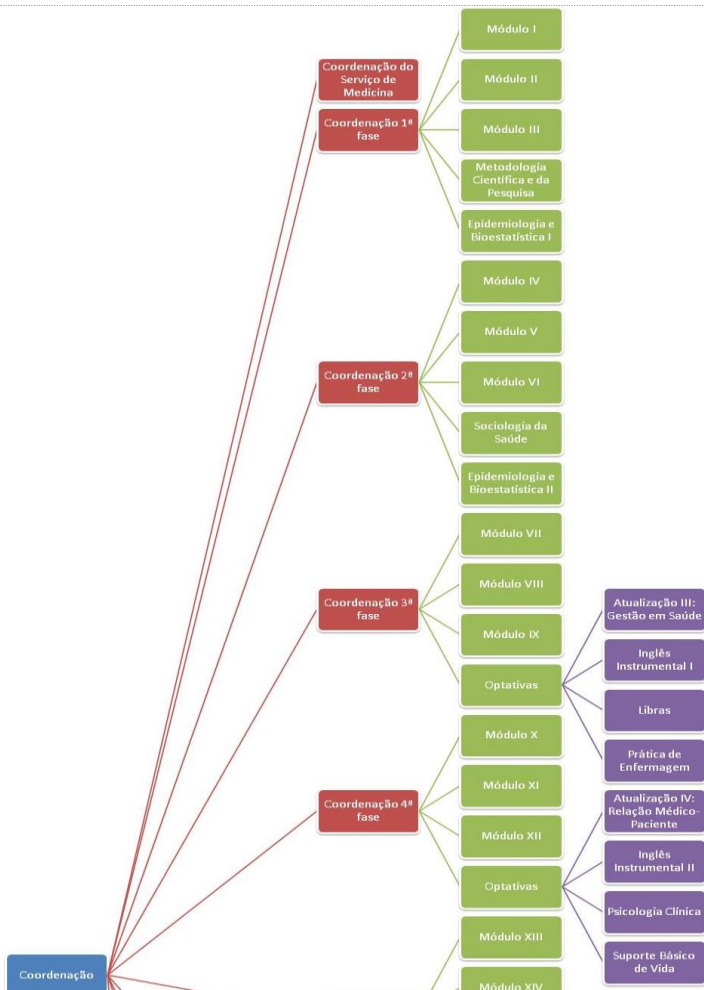 Módulo I
Coordenação do
Serviço de
Medicina
Módulo II
Coordenação 1ª
fase
Módulo III
Metodologia
Científica e da
Pesquisa
Epidemiologia e
Bioestatística I
Módulo IV
Módulo V
Coordenação 2ª
fase
Módulo VI
Sociologia da
Saúde
Epidemiologia e
Bioestatística II
Módulo VII
Módulo VIII
Coordenação 3ª
fase
Módulo IX
Optativas
Atualização III:
Gestão em Saúde
Inglês
Instrumental I
Libras
Prática de
Enfermagem
Módulo X
Módulo XI
Coordenação 4ª
fase
Módulo XII
Optativas
Atualização IV:
Relação Médico-
Paciente
Inglês
Instrumental II
Psicologia Clínica
Suporte Básico
de Vida
Módulo XIII
Coordenação
Módulo XIV